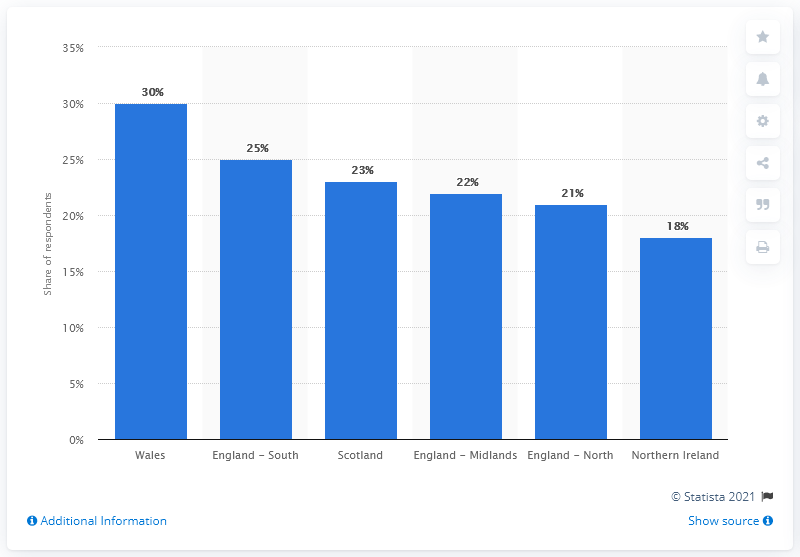 35%
30%
25%
20%
15%
10%
5%
0%
Share of respondents
30%
25%
23%
22%
21%
18%
Wales
England – South
Scotland
England – Midlands
England – North
Northern Ireland
© Statista 2021
Additional Information
Show source